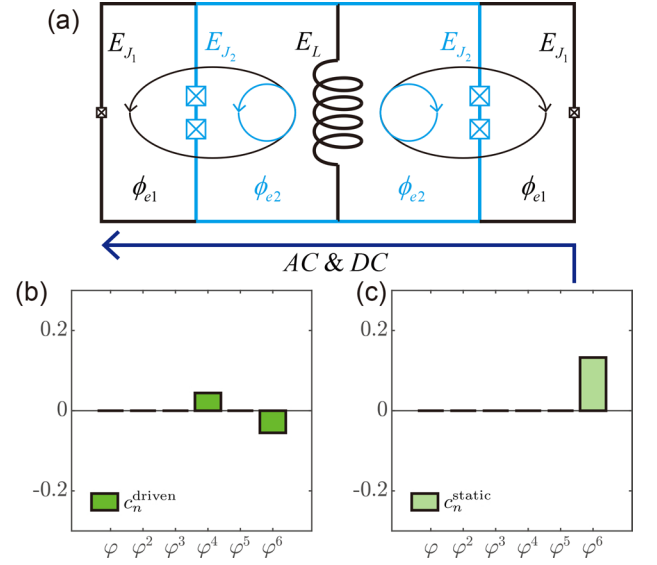 (a)
E_{J_1} E_{J_2} E_L E_{J_2} E_{J_1}
ϕ_{e1} ϕ_{e2} ϕ_{e2} ϕ_{e1}
AC & DC
(b)
0.2
0
-0.2
c_n^{driven}
φ φ^2 φ^3 φ^4 φ^5 φ^6
(c)
0.2
0
-0.2
c_n^{static}
φ φ^2 φ^3 φ^4 φ^5 φ^6